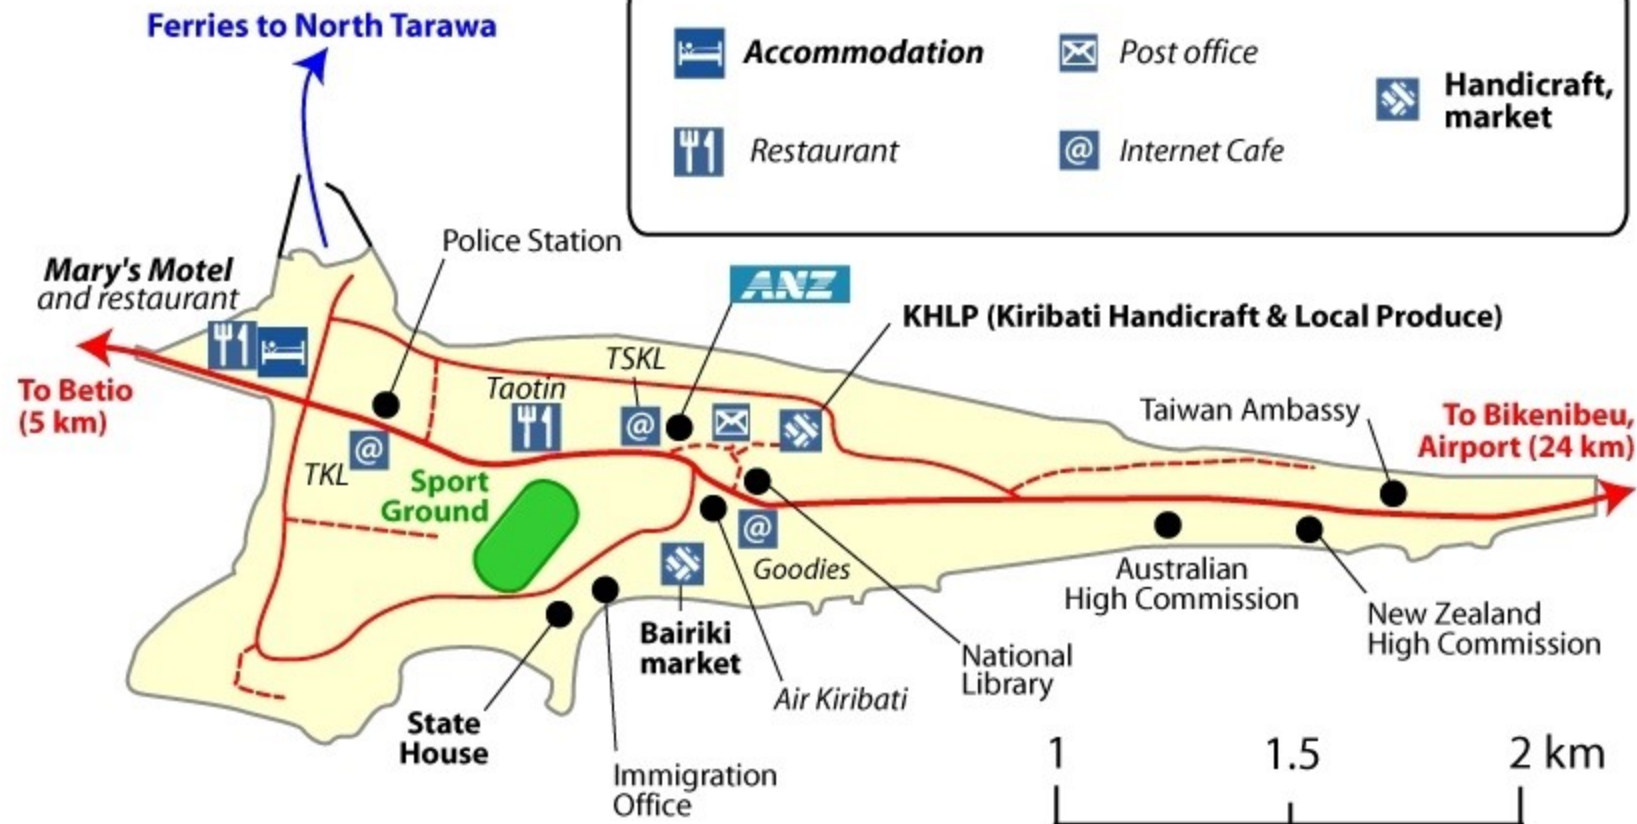 Ferries to North Tarawa
Accommodation
Post office
Handicraft,
market
Restaurant
@ Internet Cafe
Police Station
Mary's Motel
and restaurant
ANZ
KHLP (Kiribati Handicraft & Local Produce)
TSKL
Taotin
To Betio
(5 km)
@
Taiwan Ambassy
To Bikenibeu,
Airport (24 km)
@
TKL
Sport
Ground
@
Goodies
Australian
High Commission
New Zealand
High Commission
Bairiki
market
National
Library
Air Kiribati
State
House
Immigration
Office
1
1.5
2 km